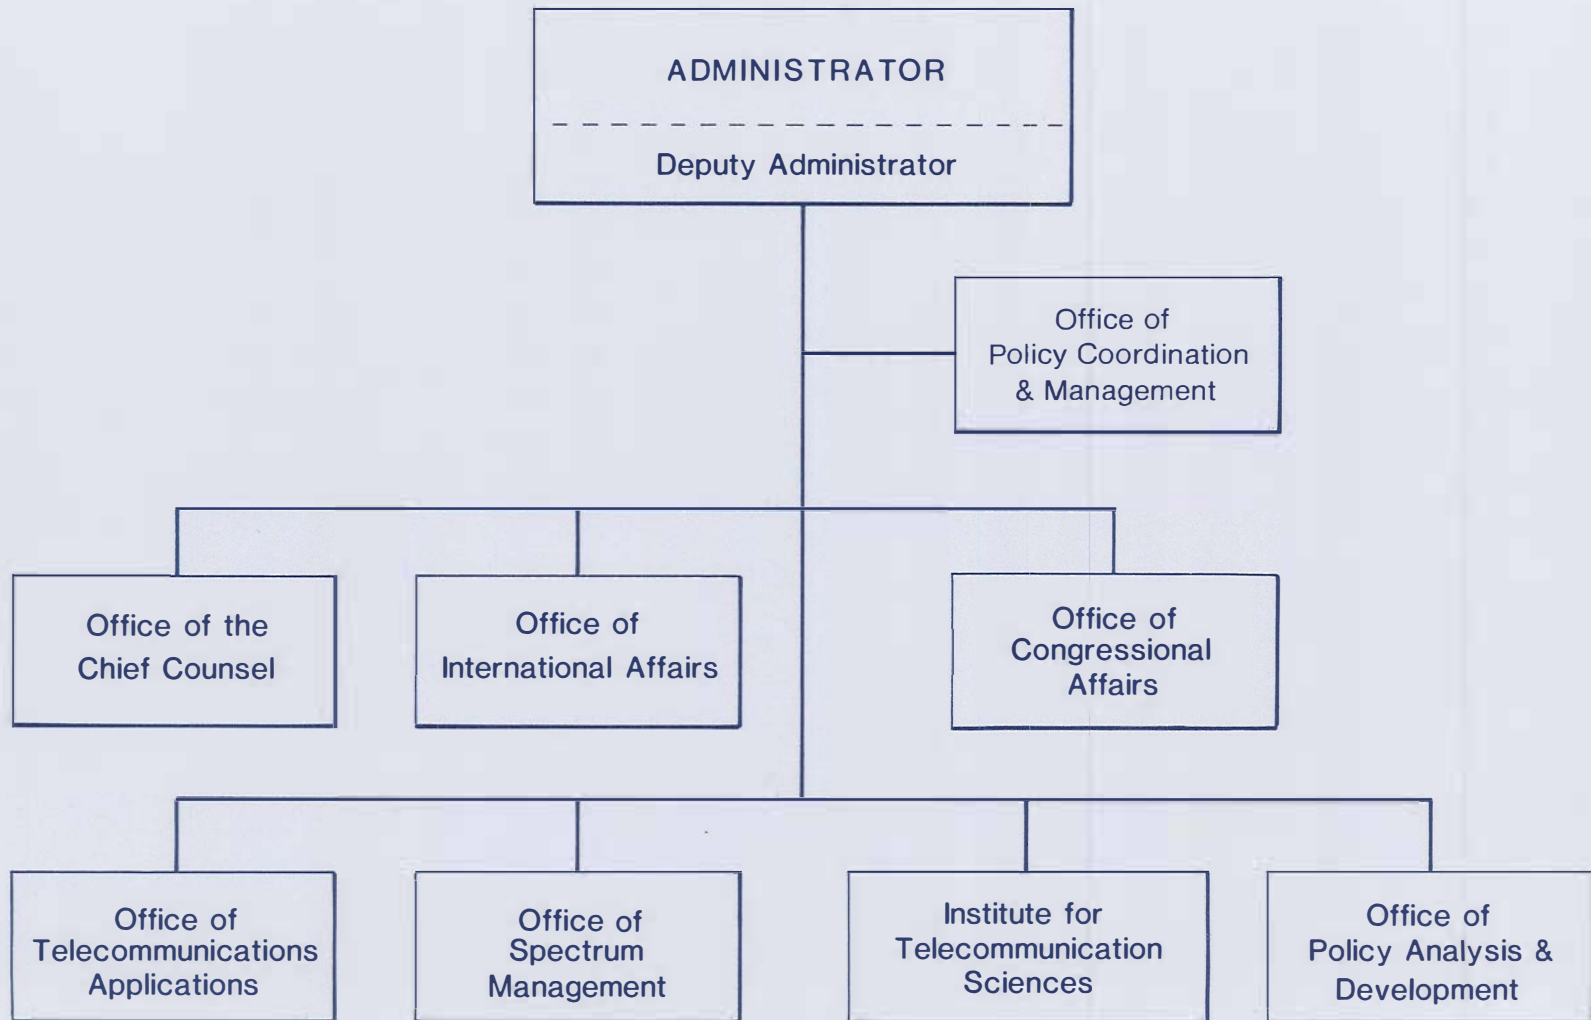 ADMINISTRATOR
Deputy Administrator
Office of
Policy Coordination
& Management
Office of the
Chief Counsel
Office of
International Affairs
Office of
Congressional
Affairs
Office of
Telecommunications
Applications
Office of
Spectrum
Management
Institute for
Telecommunication
Sciences
Office of
Policy Analysis &
Development